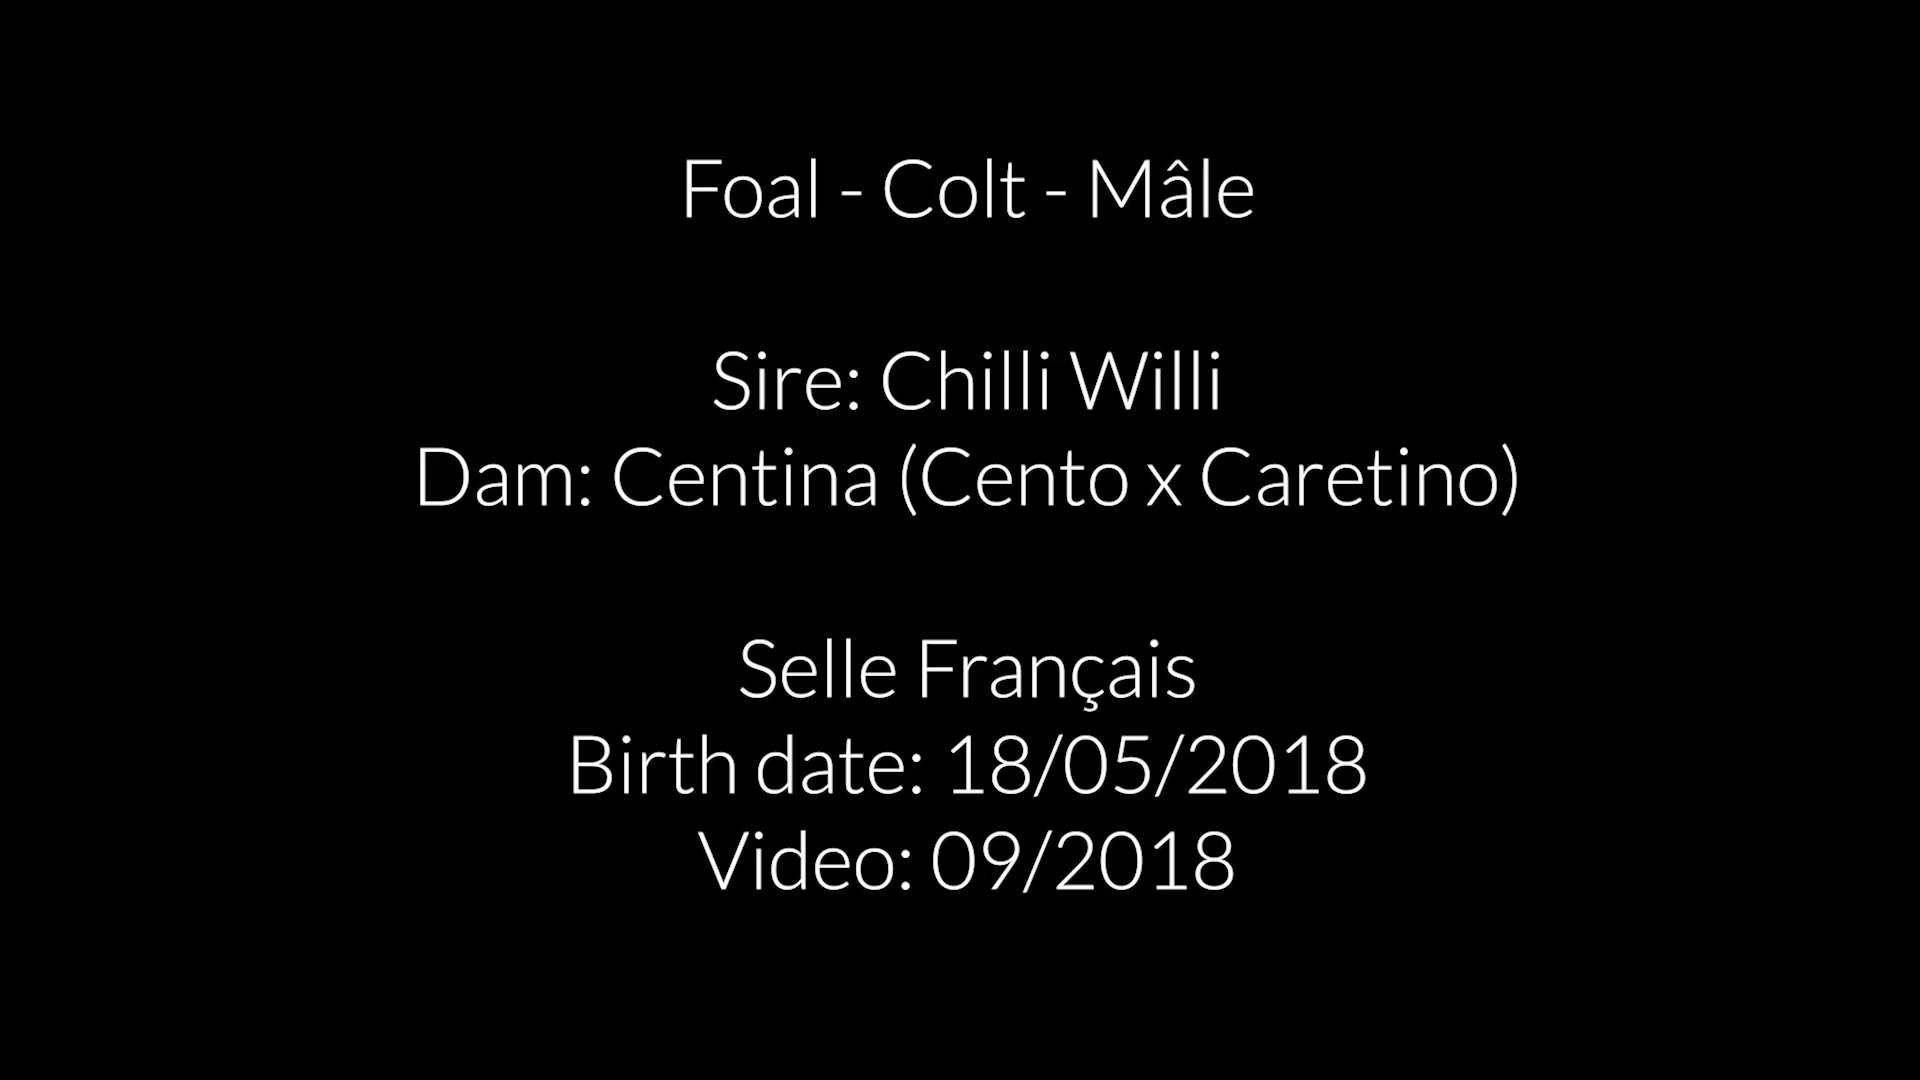 Foal - Colt - Mâle
Sire: Chilli Willi
Dam: Centina (Cento x Caretino)
Selle Français
Birth date: 18/05/2018
Video: 09/2018